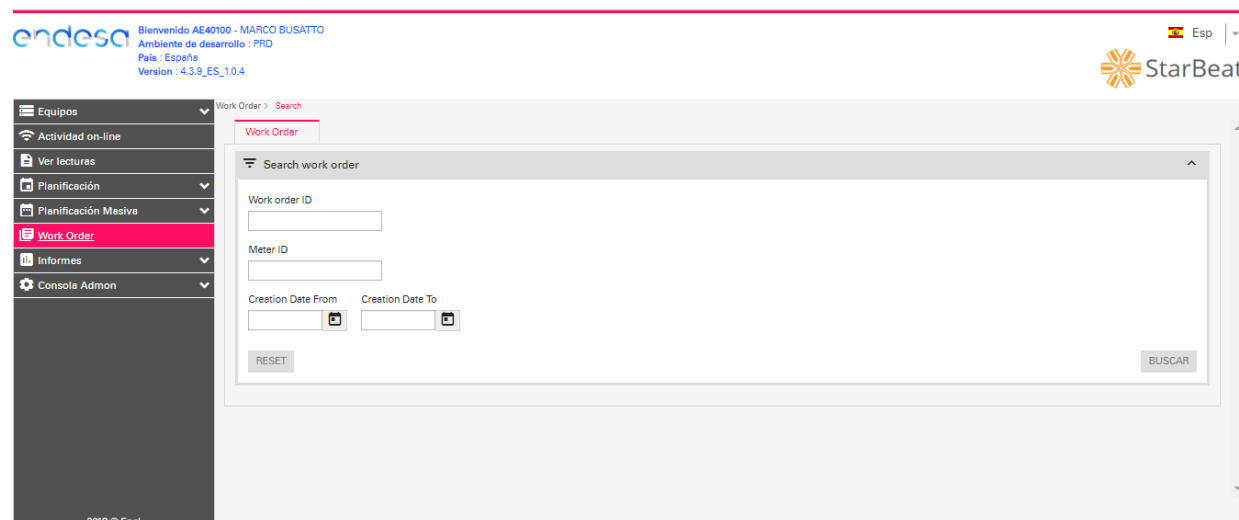 endesa
Bienvenido AE40100 - MARCO BUSATTO
Ambiente de desarrollo : PRD
País : España
Version : 4.3.9_ES_1.0.4
Esp
StarBeat
Equipos
Actividad on-line
Ver lecturas
Planificación
Planificación Masiva
Work Order
Informes
Consola Admon
Work Order > Search
Work Order
Search work order
Work order ID
Meter ID
Creation Date From Creation Date To
RESET BUSCAR